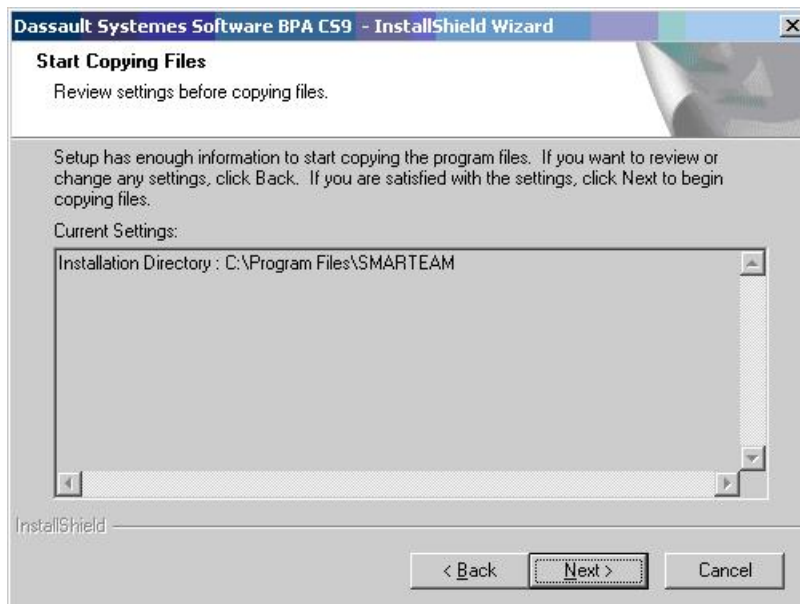 Dassault Systemes Software BPA CS9 - InstallShield Wizard
Start Copying Files
Review settings before copying files.
Setup has enough information to start copying the program files. If you want to review or
change any settings, click Back. If you are satisfied with the settings, click Next to begin
copying files.
Current Settings:
Installation Directory : C:\Program Files\SMARTEAM
InstallShield
< Back
Next >
Cancel